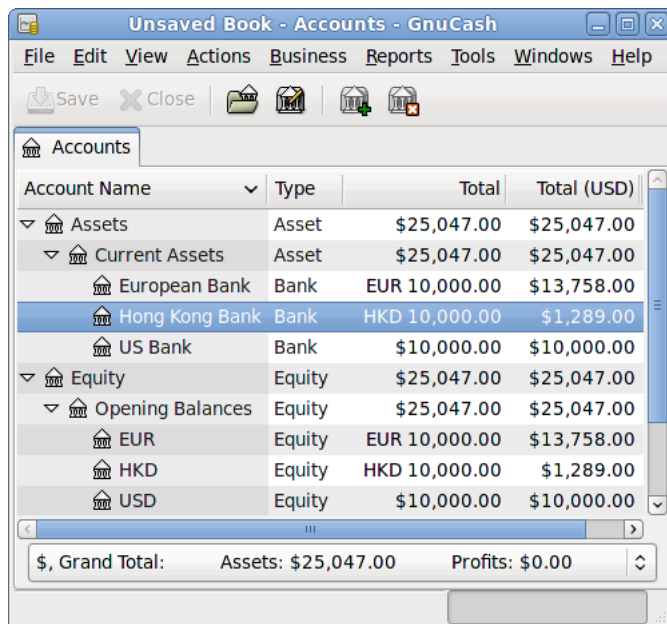 Unsaved Book - Accounts - GnuCash
File Edit View Actions Business Reports Tools Windows Help
Save Close
Accounts
Account Name Type Total Total (USD)
Assets Asset $25,047.00 $25,047.00
Current Assets Asset $25,047.00 $25,047.00
European Bank Bank EUR 10,000.00 $13,758.00
Hong Kong Bank Bank HKD 10,000.00 $1,289.00
US Bank Bank $10,000.00 $10,000.00
Equity Equity $25,047.00 $25,047.00
Opening Balances Equity $25,047.00 $25,047.00
EUR Equity EUR 10,000.00 $13,758.00
HKD Equity HKD 10,000.00 $1,289.00
USD Equity $10,000.00 $10,000.00
$, Grand Total: Assets: $25,047.00 Profits: $0.00